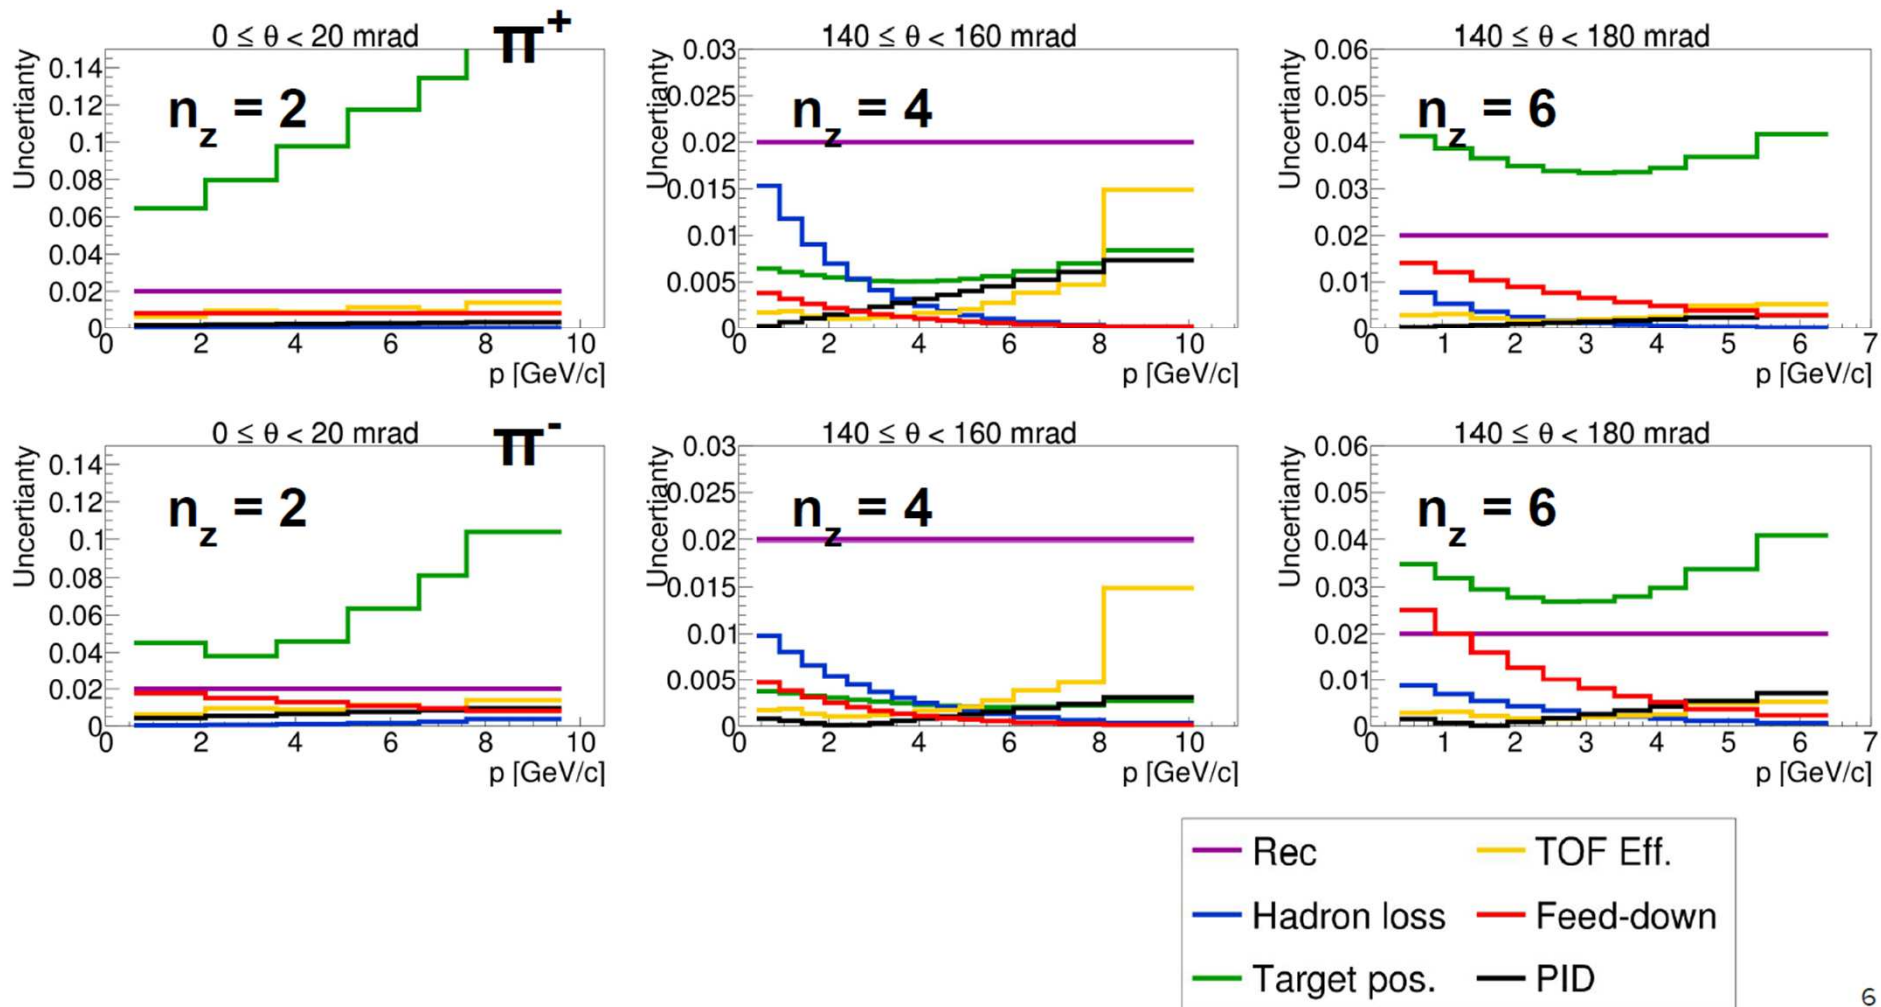 0 ≤ θ < 20 mrad
π+
Uncertianty
0.14
0.12
0.1
0.08
0.06
0.04
0.02
0
nz = 2
0 2 4 6 8 10
p [GeV/c]
140 ≤ θ < 160 mrad
Uncertianty
0.03
0.025
0.02
0.015
0.01
0.005
0
nz = 4
0 2 4 6 8 10
p [GeV/c]
140 ≤ θ < 180 mrad
Uncertianty
0.06
0.05
0.04
0.03
0.02
0.01
0
nz = 6
0 1 2 3 4 5 6 7
p [GeV/c]
0 ≤ θ < 20 mrad
π-
Uncertianty
0.14
0.12
0.1
0.08
0.06
0.04
0.02
0
nz = 2
0 2 4 6 8 10
p [GeV/c]
140 ≤ θ < 160 mrad
Uncertianty
0.03
0.025
0.02
0.015
0.01
0.005
0
nz = 4
0 2 4 6 8 10
p [GeV/c]
140 ≤ θ < 180 mrad
Uncertianty
0.06
0.05
0.04
0.03
0.02
0.01
0
nz = 6
0 1 2 3 4 5 6 7
p [GeV/c]
Rec TOF Eff.
Hadron loss Feed-down
Target pos. PID
6